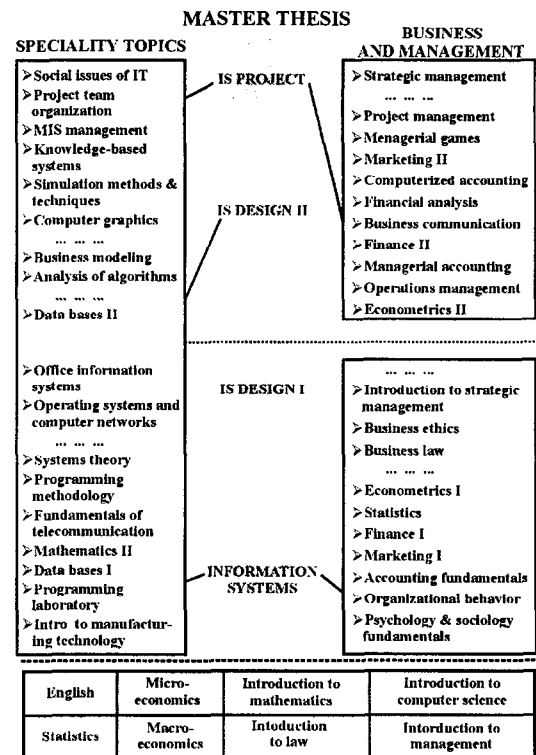 MASTER THESIS
SPECIALITY TOPICS
➢Social issues of IT
➢Project team
organization
➢MIS management
➢Knowledge-based
systems
➢Simulation methods &
techniques
➢Computer graphics
... ... ...
➢Business modeling
➢Analysis of algorithms
... ... ...
➢Data bases II
➢Office information
systems
➢Operating systems and
computer networks
... ... ...
➢Systems theory
➢Programming
methodology
➢Fundamentals of
telecommunication
➢Mathematics II
➢Data bases I
➢Programming
laboratory
➢Intro to manufactur-
ing technology
IS PROJECT
IS DESIGN II
IS DESIGN I
INFORMATION
SYSTEMS
BUSINESS
AND MANAGEMENT
➢Strategic management
... ... ...
➢Project management
➢Menagerial games
➢Marketing II
➢Computerized accounting
➢Financial analysis
➢Business communication
➢Finance II
➢Managerial accounting
➢Operations management
➢Econometrics II
... ... ...
➢Introduction to strategic
management
➢Business ethics
➢Business law
... ... ...
➢Econometrics I
➢Statistics
➢Finance I
➢Marketing I
➢Accounting fundamentals
➢Organizational behavior
➢Psychology & sociology
fundamentals
English
Micro-
economics
Introduction to
mathematics
Introduction to
computer science
Statistics
Macro-
economics
Intoduction
to law
Intorduction to
management